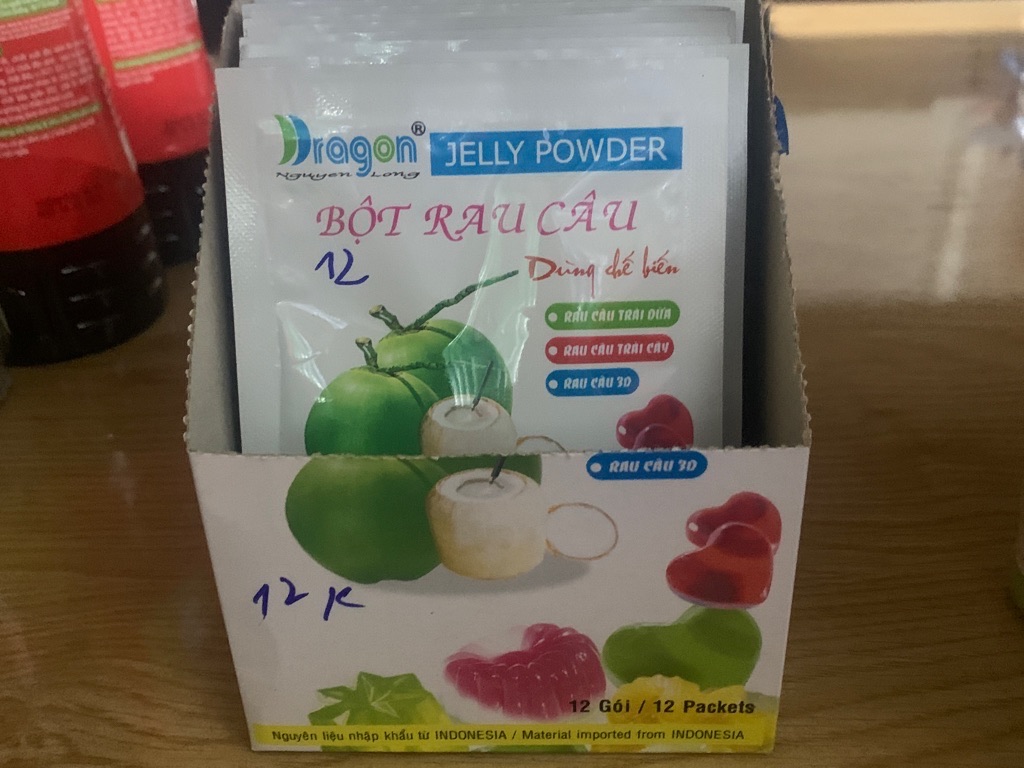 Dragon®
Nguyen Long
JELLY POWDER
BỘT RAU CÂU
12
Dùng chế biến
RAU CÂU TRÁI DỪA
RAU CÂU TRÁI CÂY
RAU CÂU 3D
RAU CÂU 3D
12 K
12 Gói / 12 Packets
Nguyên liệu nhập khẩu từ INDONESIA / Material imported from INDONESIA